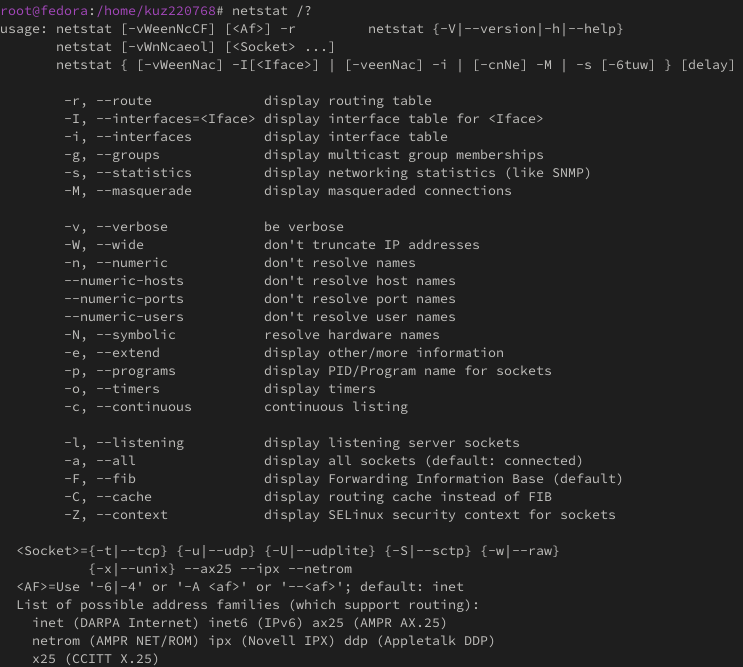 root@fedora:/home/kuz220768# netstat /?
usage: netstat [-vWeenNcCF] [<Af>] -r         netstat {-V|--version|-h|--help}
       netstat [-vWnNcaeol] [<Socket> ...]
       netstat { [-vWeenNac] -I[<Iface>] | [-veenNac] -i | [-cnNe] -M | -s [-6tuw] } [delay]

        -r, --route              display routing table
        -I, --interfaces=<Iface> display interface table for <Iface>
        -i, --interfaces         display interface table
        -g, --groups             display multicast group memberships
        -s, --statistics         display networking statistics (like SNMP)
        -M, --masquerade         display masqueraded connections

        -v, --verbose            be verbose
        -W, --wide               don't truncate IP addresses
        -n, --numeric            don't resolve names
        --numeric-hosts          don't resolve host names
        --numeric-ports          don't resolve port names
        --numeric-users          don't resolve user names
        -N, --symbolic           resolve hardware names
        -e, --extend             display other/more information
        -p, --programs           display PID/Program name for sockets
        -o, --timers             display timers
        -c, --continuous         continuous listing

        -l, --listening          display listening server sockets
        -a, --all                display all sockets (default: connected)
        -F, --fib                display Forwarding Information Base (default)
        -C, --cache              display routing cache instead of FIB
        -Z, --context            display SELinux security context for sockets

  <Socket>={-t|--tcp} {-u|--udp} {-U|--udplite} {-S|--sctp} {-w|--raw}
           {-x|--unix} --ax25 --ipx --netrom
  <AF>=Use '-6|-4' or '-A <af>' or '--<af>'; default: inet
  List of possible address families (which support routing):
    inet (DARPA Internet) inet6 (IPv6) ax25 (AMPR AX.25)
    netrom (AMPR NET/ROM) ipx (Novell IPX) ddp (Appletalk DDP)
    x25 (CCITT X.25)